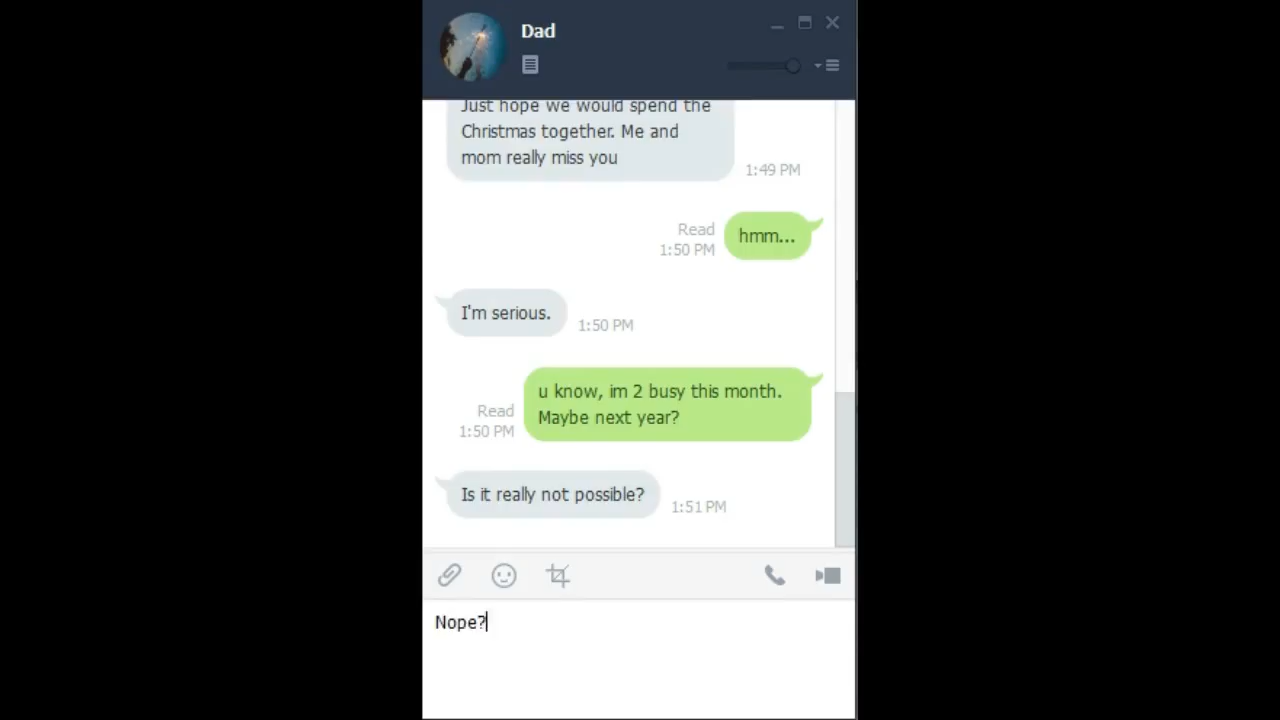 Dad
Just hope we would spend the
Christmas together. Me and
mom really miss you
1:49 PM
Read
1:50 PM
hmm...
I'm serious.
1:50 PM
u know, im 2 busy this month.
Maybe next year?
Read
1:50 PM
Is it really not possible?
1:51 PM
Nope?